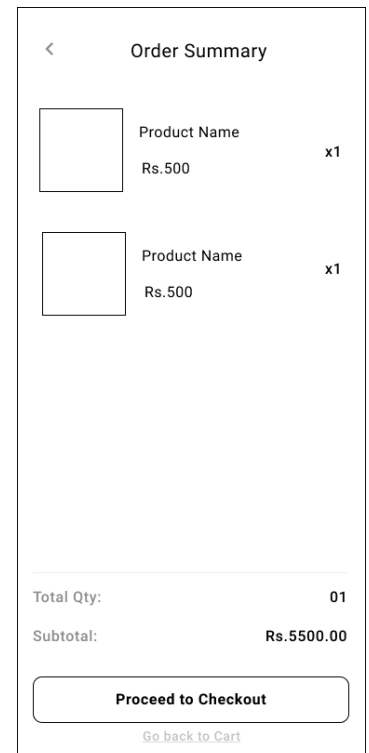 Order Summary
Product Name
Rs.500
x1
Product Name
Rs.500
x1
Total Qty: 01
Subtotal: Rs.5500.00
Proceed to Checkout
Go back to Cart